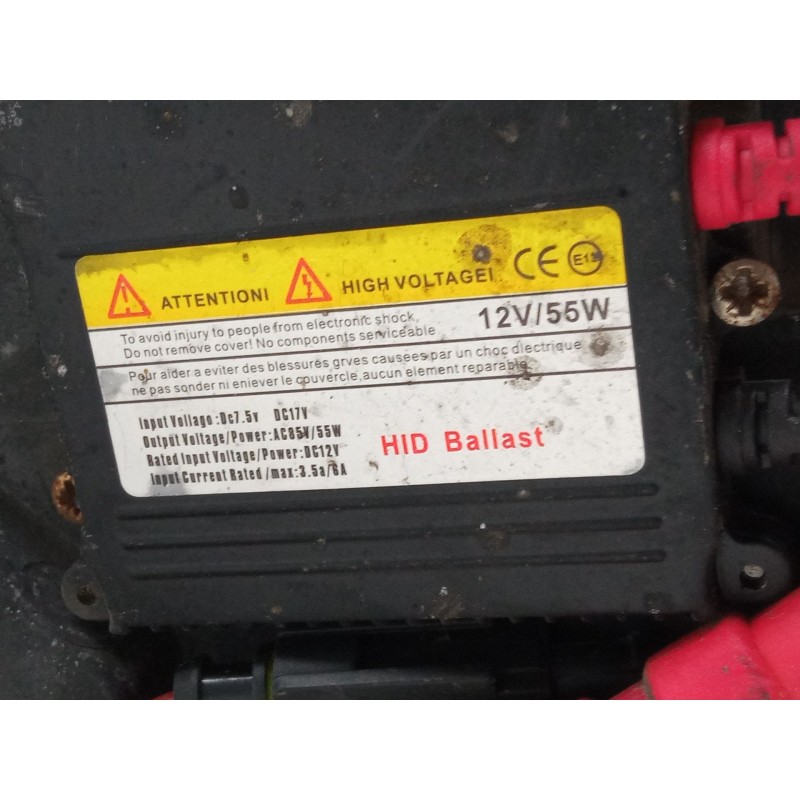 ATTENTIONI HIGH VOLTAGEI CE E13
To avoid injury to people from electronic shock,
Do not remove cover! No components serviceable
12V/55W
Pour aider a eviter des blessures grves causees par un choc dlectrique
ne pas sonder ni eniever le couvercle,aucun element reparable
Input Vollago:Dc7.5v DC17V
Output Voltage/Power:AC85V/55W
Rated Input Voltage/Power:DC12V
Input Current Rated /max:3.5a/6A
HID Ballast